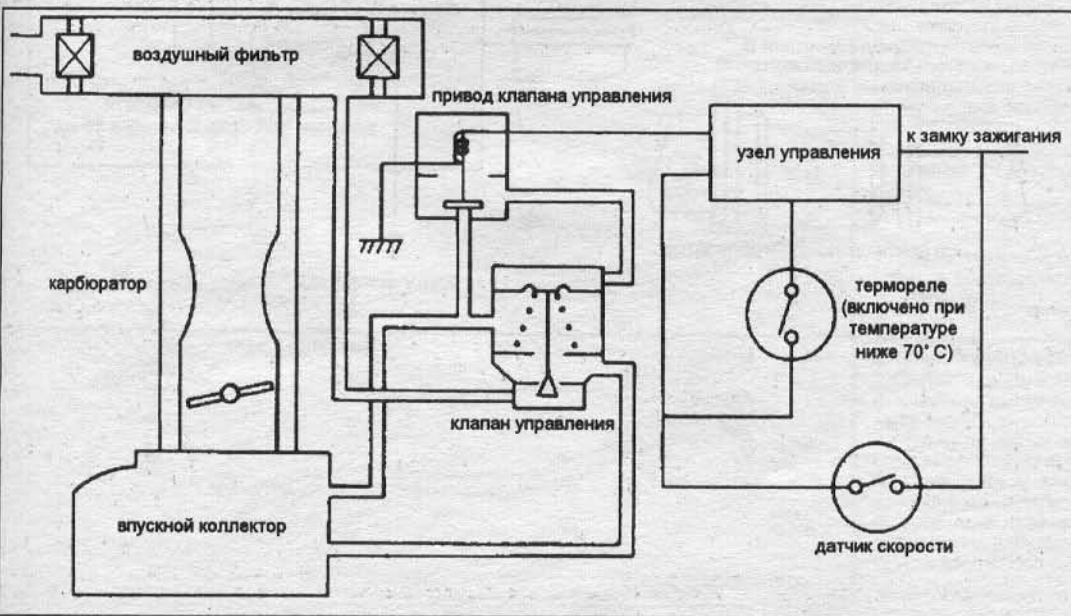 воздушный фильтр
привод клапана управления
узел управления
к замку зажигания
карбюратор
термореле
(включено при
температуре
ниже 70° С)
клапан управления
впускной коллектор
датчик скорости